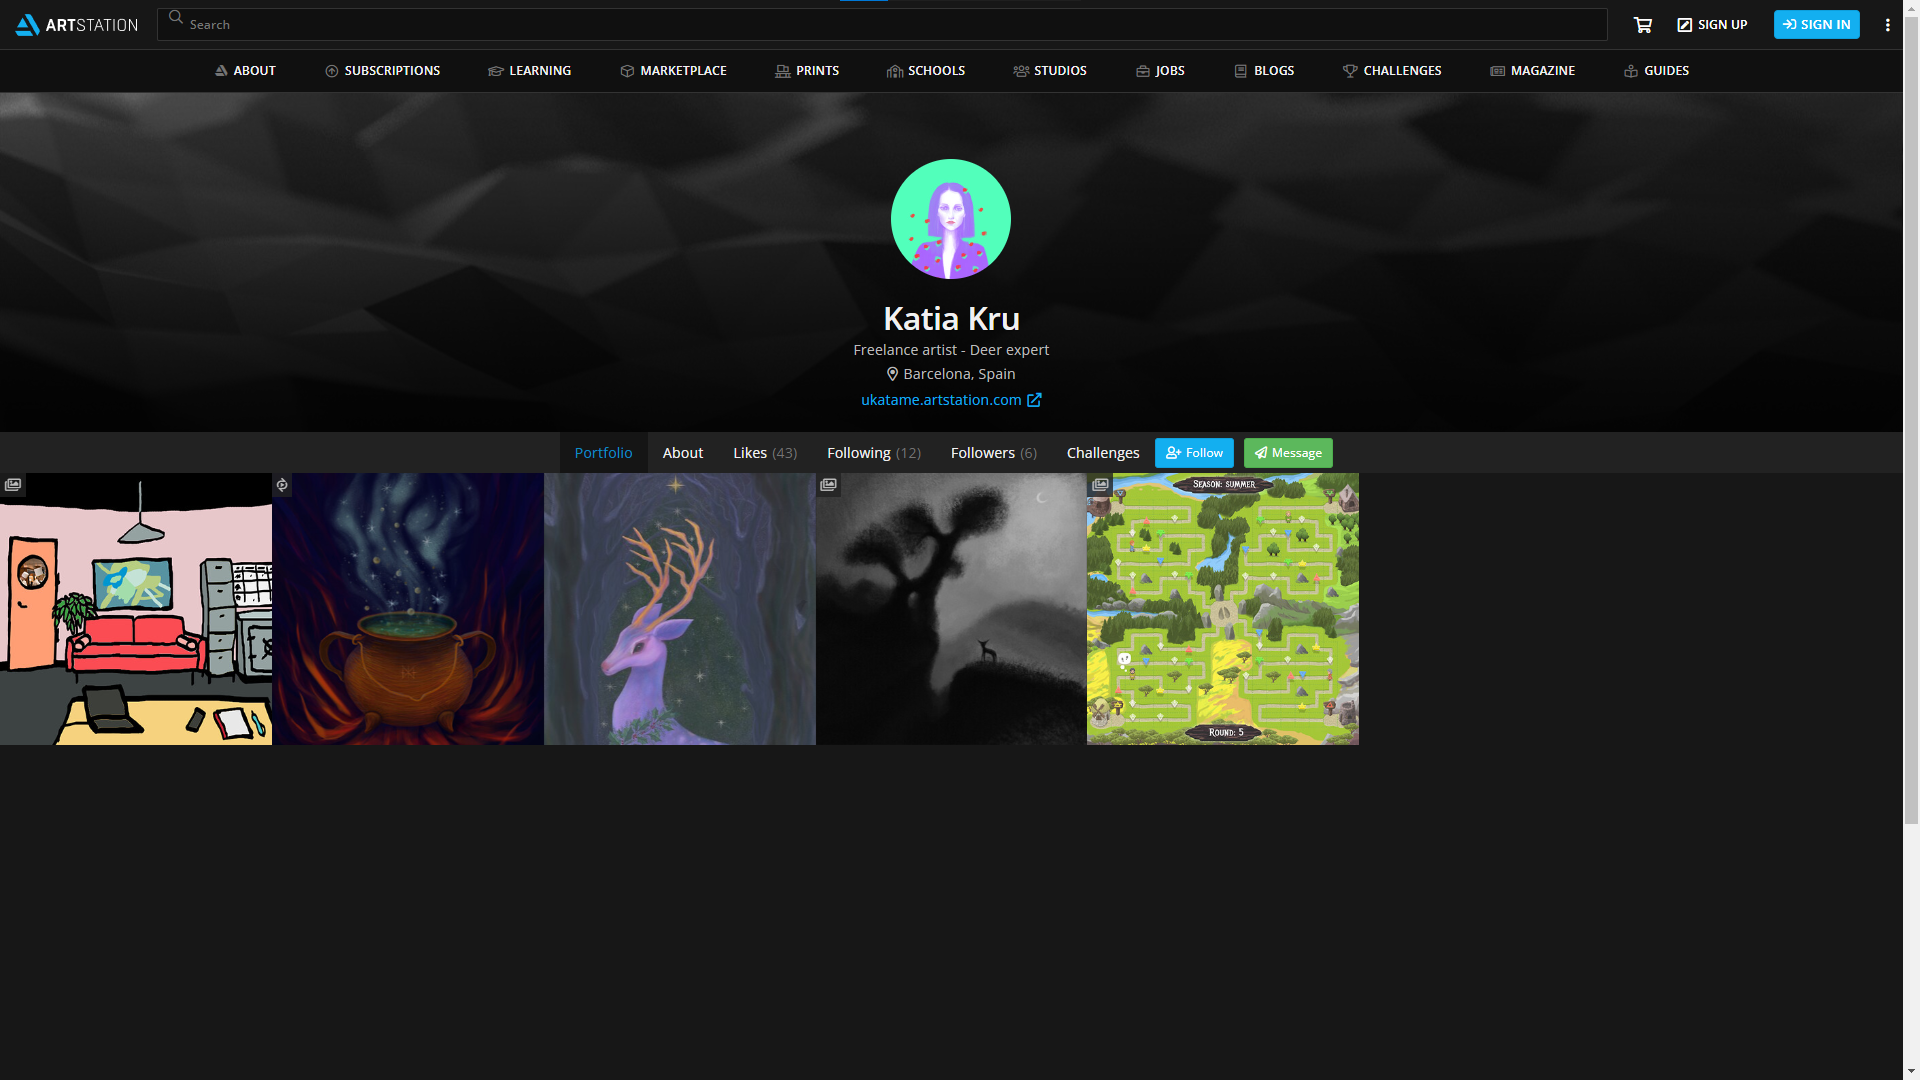 ARTSTATION
Search
SIGN UP
SIGN IN
ABOUT
SUBSCRIPTIONS
LEARNING
MARKETPLACE
PRINTS
SCHOOLS
STUDIOS
JOBS
BLOGS
CHALLENGES
MAGAZINE
GUIDES
Katia Kru
Freelance artist - Deer expert
Barcelona, Spain
ukatame.artstation.com
Portfolio
About
Likes (43)
Following (12)
Followers (6)
Challenges
Follow
Message
SEASON: SUMMER
ROUND: 5